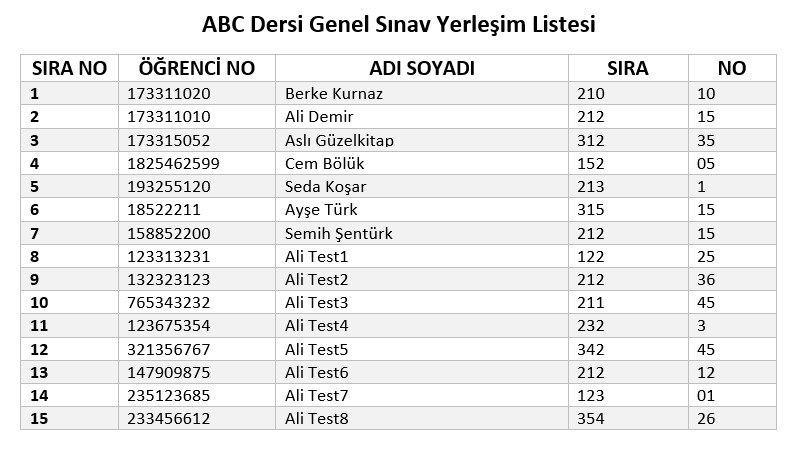 ABC Dersi Genel Sınav Yerleşim Listesi
SIRA NO ÖĞRENCİ NO ADI SOYADI SIRA NO
1 173311020 Berke Kurnaz 210 10
2 173311010 Ali Demir 212 15
3 173315052 Aslı Güzelkitap 312 35
4 1825462599 Cem Bölük 152 05
5 193255120 Seda Koşar 213 1
6 18522211 Ayşe Türk 315 15
7 158852200 Semih Şentürk 212 15
8 123313231 Ali Test1 122 25
9 132323123 Ali Test2 212 36
10 765343232 Ali Test3 211 45
11 123675354 Ali Test4 232 3
12 321356767 Ali Test5 342 45
13 147909875 Ali Test6 212 12
14 235123685 Ali Test7 123 01
15 233456612 Ali Test8 354 26